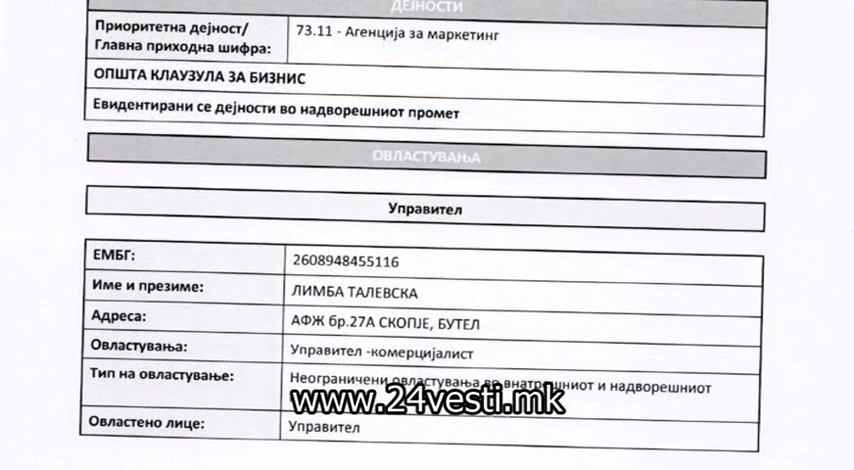 ДЕЈНОСТИ
Приоритетна дејност/
Главна приходна шифра:
73.11 - Агенција за маркетинг
ОПШТА КЛАУЗУЛА ЗА БИЗНИС
Евидентирани се дејности во надворешниот промет
ОВЛАСТУВАЊА
Управител
ЕМБГ:
2608948455116
Име и презиме:
ЛИМБА ТАЛЕВСКА
Адреса:
АФЖ бр.27А СКОПЈЕ, БУТЕЛ
Овластувања:
Управител -комерцијалист
Тип на овластување:
Неограничени овластувања во внатрешниот и надворешниот
www.24vesti.mk
Овластено лице:
Управител